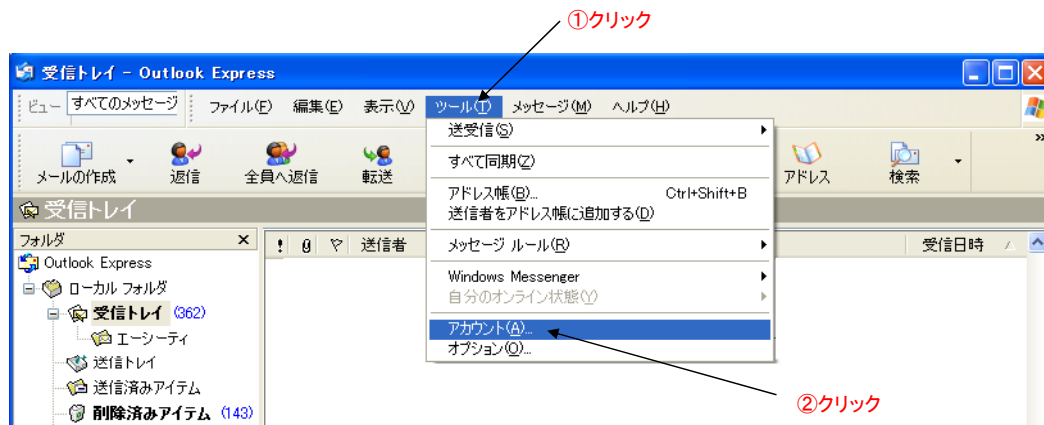 ①クリック
受信トレイ - Outlook Express
ビュー すべてのメッセージ ファイル(F) 編集(E) 表示(V) ツール(T) メッセージ(M) ヘルプ(H)
メールの作成 返信 全員へ返信 転送 アドレス 検索 »
送受信(S)
すべて同期(Z)
アドレス帳(B)... Ctrl+Shift+B
送信者をアドレス帳に追加する(D)
メッセージ ルール(R)
Windows Messenger
自分のオンライン状態(Y)
アカウント(A)...
オプション(O)...
受信トレイ
フォルダ × ! 送信者 受信日時
Outlook Express
ローカル フォルダ
受信トレイ (362)
エーシーティ
送信トレイ
送信済みアイテム
削除済みアイテム (143)
②クリック